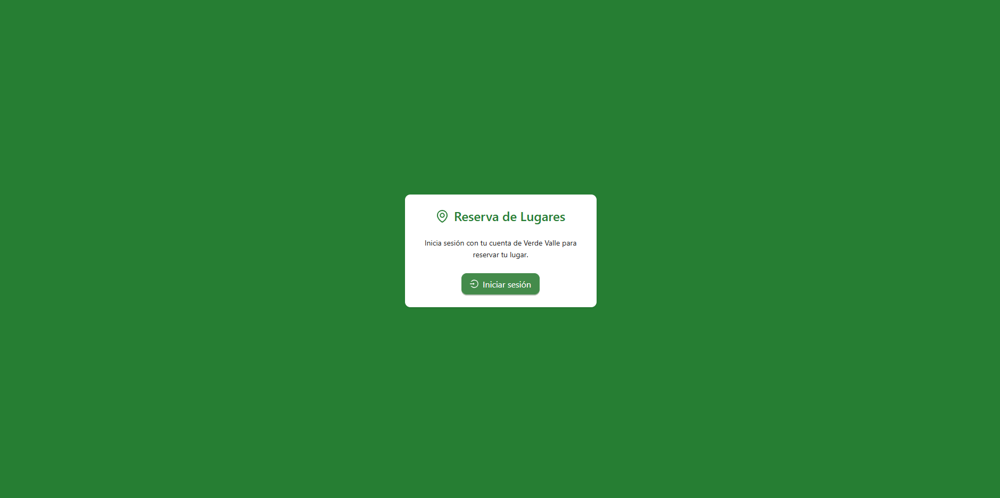 Reserva de Lugares
Inicia sesión con tu cuenta de Verde Valle para
reservar tu lugar.
Iniciar sesión